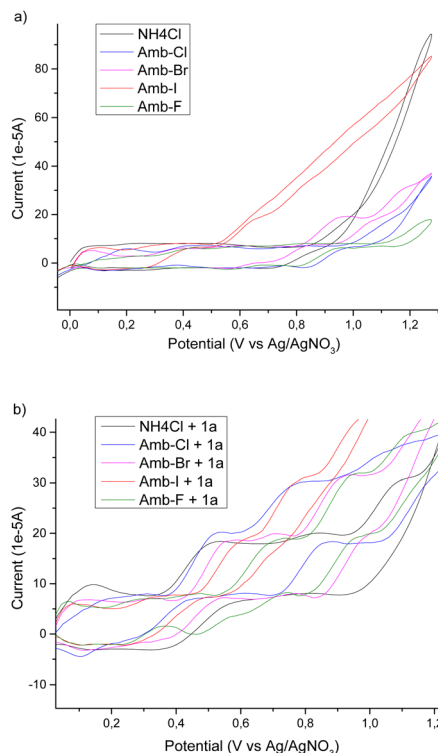 a)
NH4Cl
Amb-Cl
Amb-Br
Amb-I
Amb-F
Current (1e-5A)
80
60
40
20
0
0,0 0,2 0,4 0,6 0,8 1,0 1,2
Potential (V vs Ag/AgNO3)
b)
NH4Cl + 1a
Amb-Cl + 1a
Amb-Br + 1a
Amb-I + 1a
Amb-F + 1a
Current (1e-5A)
40
30
20
10
0
-10
0,2 0,4 0,6 0,8 1,0 1,2
Potential (V vs Ag/AgNO3)